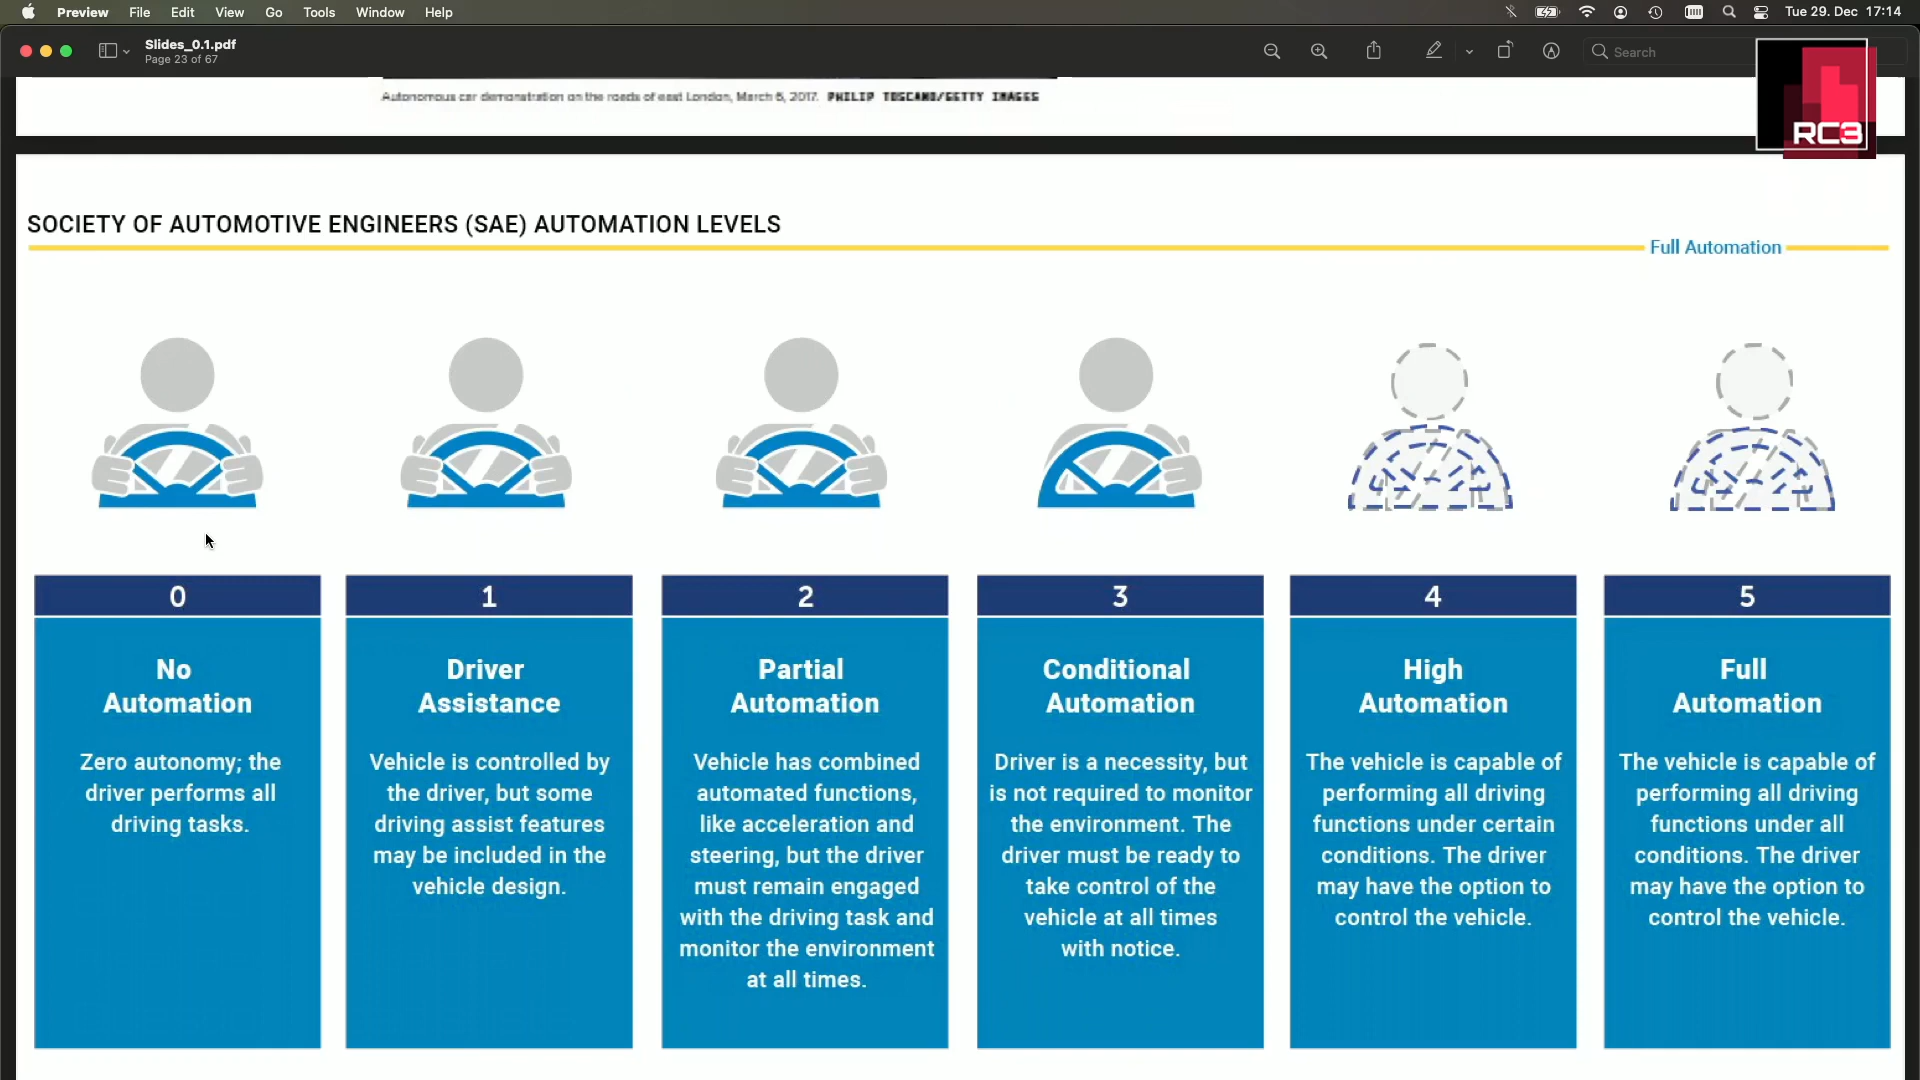 Preview File Edit View Go Tools Window Help Tue 29. Dec 17:14
Slides_0.1.pdf
Page 23 of 67
Search
Autonomous car demonstration on the roads of east London, March 6, 2017. PHILIP TOSCANO/GETTY IMAGES
RC3
SOCIETY OF AUTOMOTIVE ENGINEERS (SAE) AUTOMATION LEVELS
Full Automation
0
No
Automation
Zero autonomy; the
driver performs all
driving tasks.
1
Driver
Assistance
Vehicle is controlled by
the driver, but some
driving assist features
may be included in the
vehicle design.
2
Partial
Automation
Vehicle has combined
automated functions,
like acceleration and
steering, but the driver
must remain engaged
with the driving task and
monitor the environment
at all times.
3
Conditional
Automation
Driver is a necessity, but
is not required to monitor
the environment. The
driver must be ready to
take control of the
vehicle at all times
with notice.
4
High
Automation
The vehicle is capable of
performing all driving
functions under certain
conditions. The driver
may have the option to
control the vehicle.
5
Full
Automation
The vehicle is capable of
performing all driving
functions under all
conditions. The driver
may have the option to
control the vehicle.